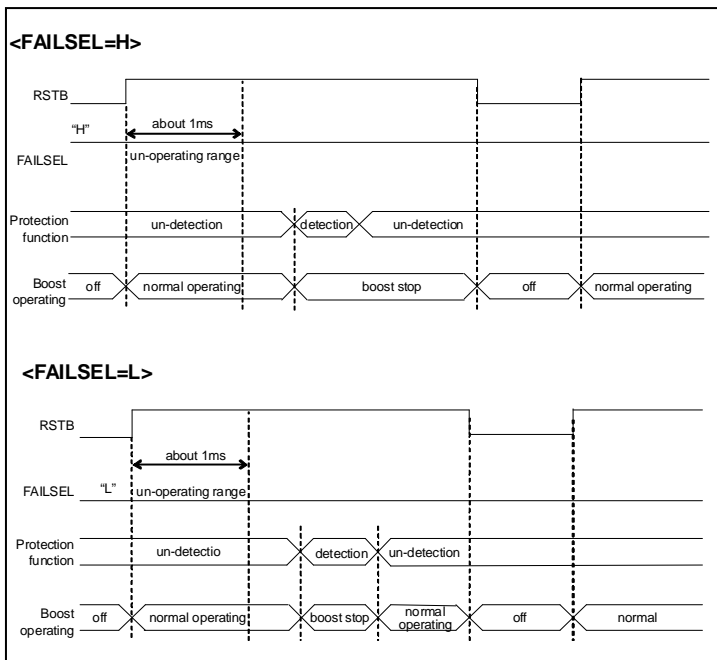 <FAILSEL=H>
RSTB
"H"
about 1ms
FAILSEL
un-operating range
Protection
function
un-detection
detection
un-detection
Boost
operating
off
normal operating
boost stop
off
normal operating
<FAILSEL=L>
RSTB
about 1ms
FAILSEL
"L"
un-operating range
Protection
function
un-detectio
detection
un-detection
Boost
operating
off
normal operating
boost stop
normal
operating
off
normal